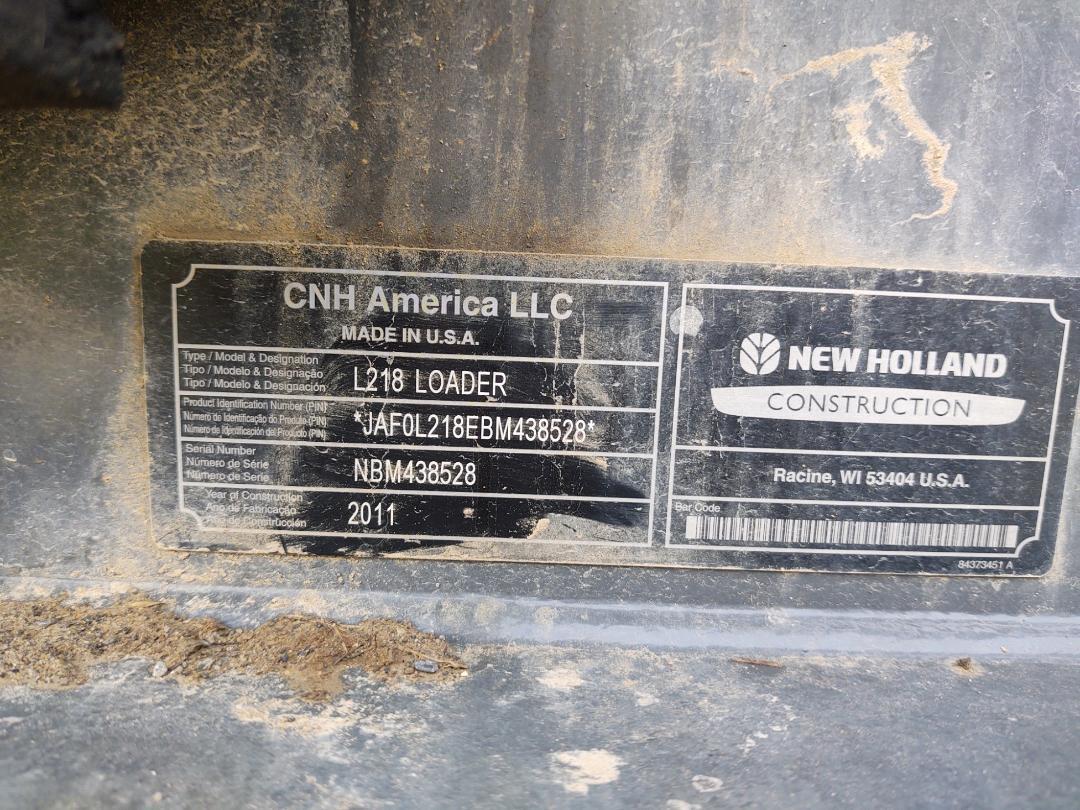 CNH America LLC
MADE IN U.S.A.
Type / Model & Designation
Tipo / Modelo & Designação
Tipo / Modelo & Designación
L218 LOADER
Product Identification Number (PIN)
Número de Identificação do Produto (PIN)
Número de Identificación del Producto (PIN)
*JAF0L218EBM438528*
Serial Number
Número de Série
Número de Serie
NBM438528
Year of Construction
Ano de Fabricação
Año de Construcción
2011
NEW HOLLAND
CONSTRUCTION
Racine, WI 53404 U.S.A.
Bar Code
84373451 A